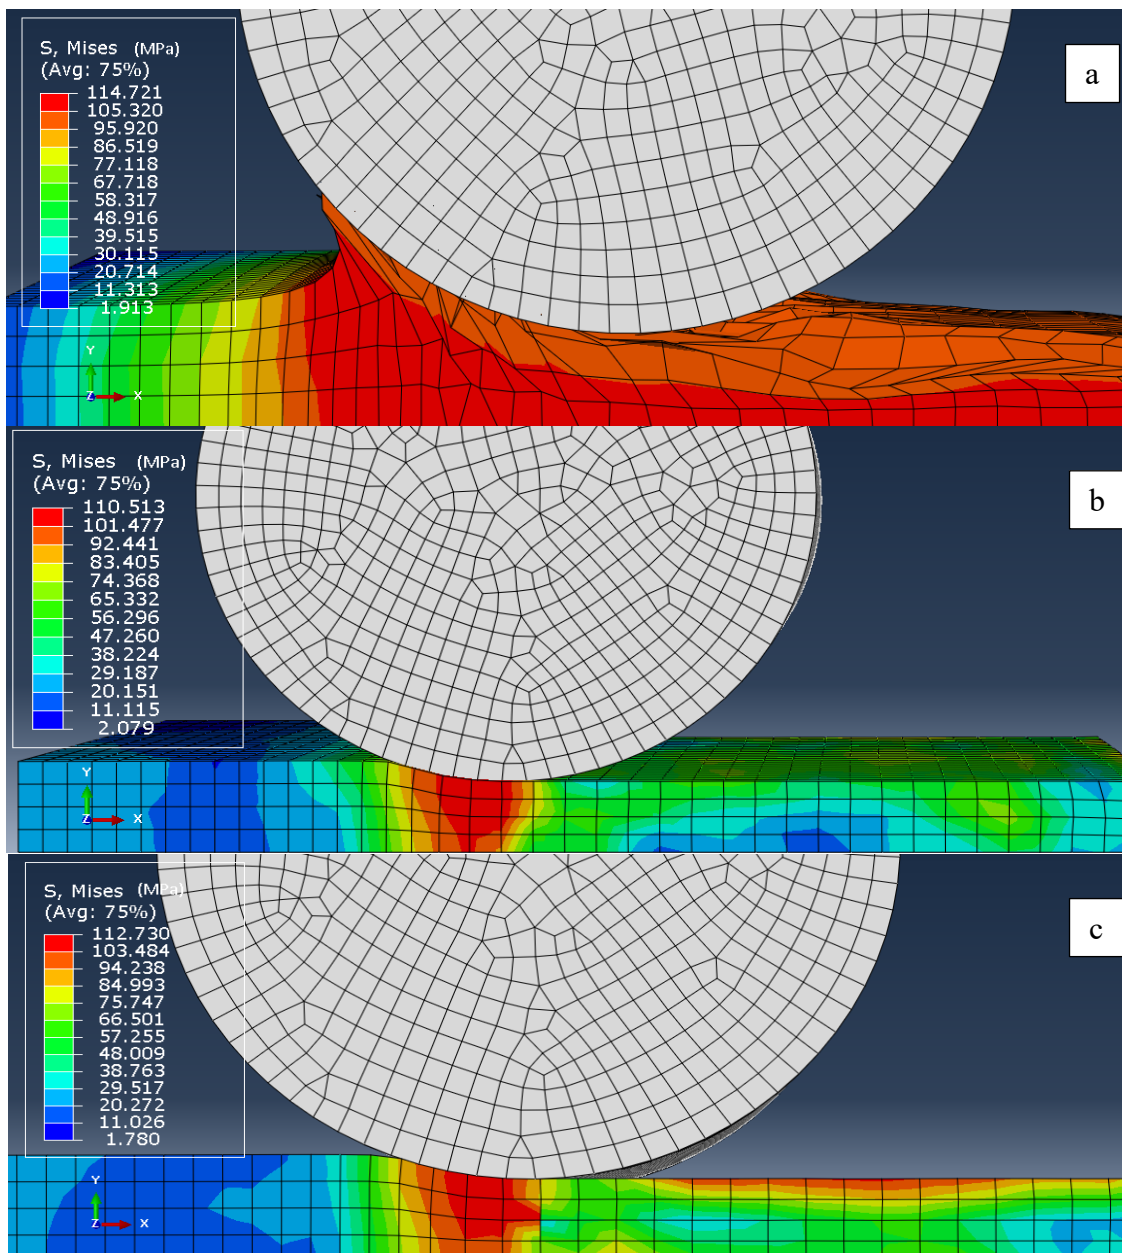 S, Mises (MPa)
(Avg: 75%)
114.721
105.320
95.920
86.519
77.118
67.718
58.317
48.916
39.515
30.115
20.714
11.313
1.913
Y
Z X
a
S, Mises (MPa)
(Avg: 75%)
110.513
101.477
92.441
83.405
74.368
65.332
56.296
47.260
38.224
29.187
20.151
11.115
2.079
Y
Z X
b
S, Mises (MPa)
(Avg: 75%)
112.730
103.484
94.238
84.993
75.747
66.501
57.255
48.009
38.763
29.517
20.272
11.026
1.780
Y
Z X
c